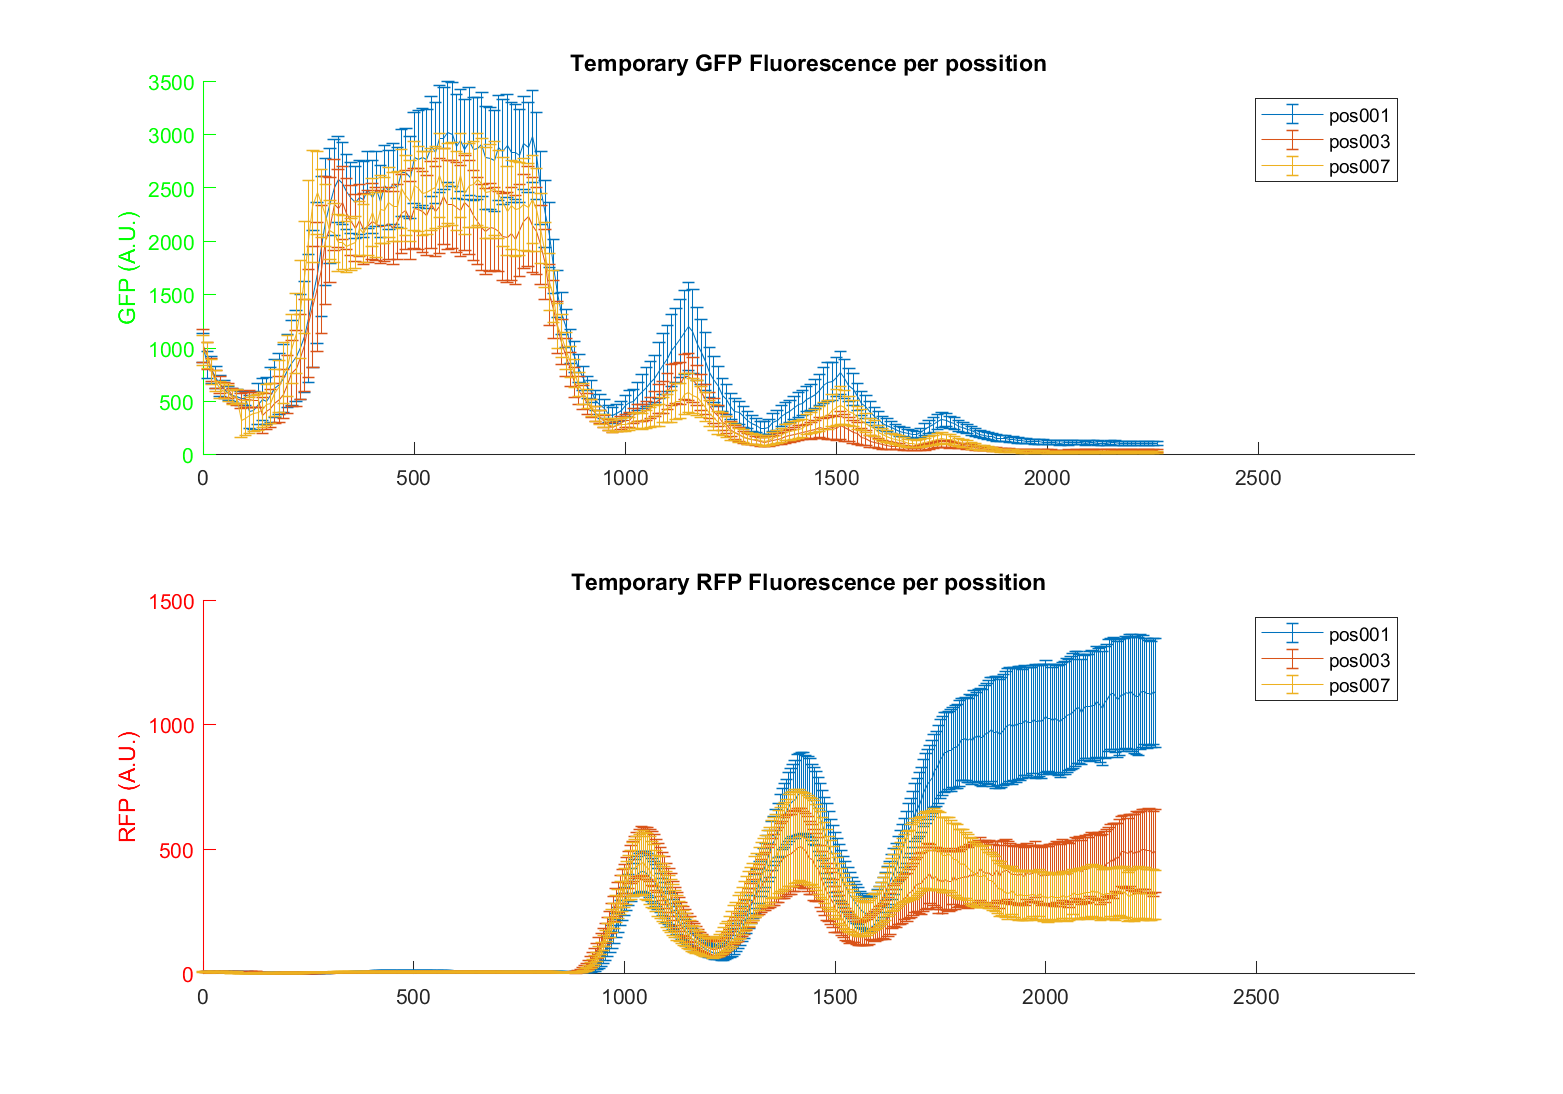 Temporary GFP Fluorescence per possition
GFP (A.U.)
3500
3000
2500
2000
1500
1000
500
0
0 500 1000 1500 2000 2500
pos001
pos003
pos007
Temporary RFP Fluorescence per possition
RFP (A.U.)
1500
1000
500
0
0 500 1000 1500 2000 2500
pos001
pos003
pos007